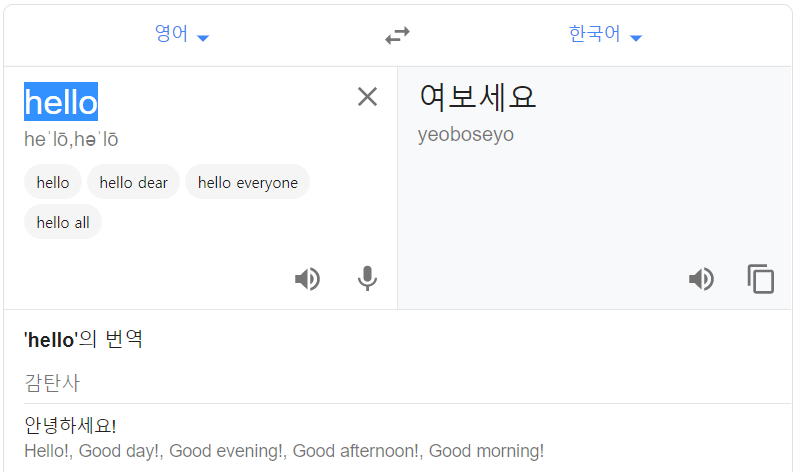 영어 한국어
hello
heˈlō,həˈlō
hello hello dear hello everyone
hello all
여보세요
yeoboseyo
'hello'의 번역
감탄사
안녕하세요!
Hello!, Good day!, Good evening!, Good afternoon!, Good morning!